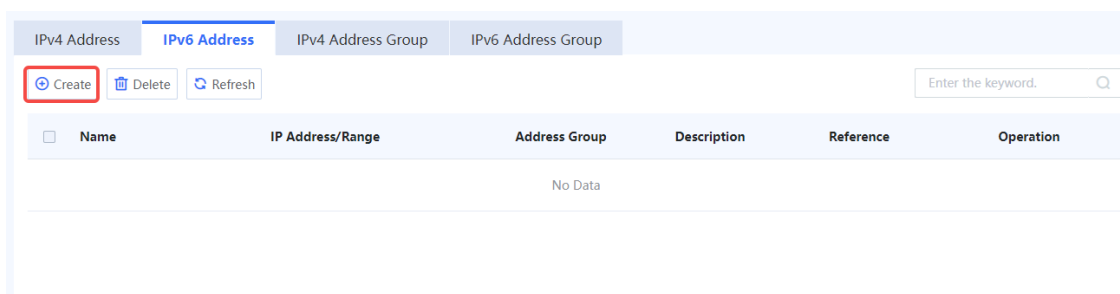 IPv4 Address IPv6 Address IPv4 Address Group IPv6 Address Group
Create Delete Refresh Enter the keyword.
Name IP Address/Range Address Group Description Reference Operation
No Data